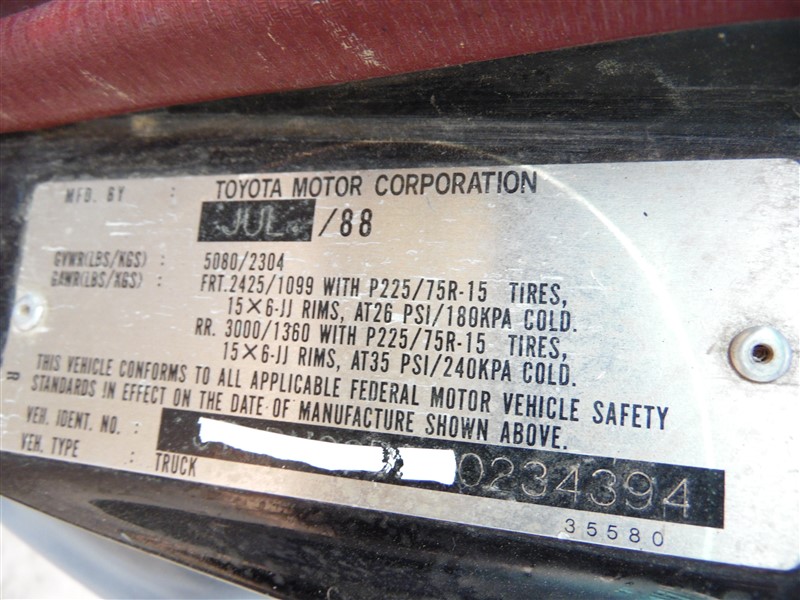 MFD. BY : TOYOTA MOTOR CORPORATION
JUL /88
GVWR(LBS/KGS) : 5080/2304
GAWR(LBS/KGS) : FRT.2425/1099 WITH P225/75R-15 TIRES,
15×6-JJ RIMS, AT26 PSI/180KPA COLD.
RR. 3000/1360 WITH P225/75R-15 TIRES,
15×6-JJ RIMS, AT35 PSI/240KPA COLD.
THIS VEHICLE CONFORMS TO ALL APPLICABLE FEDERAL MOTOR VEHICLE SAFETY
STANDARDS IN EFFECT ON THE DATE OF MANUFACTURE SHOWN ABOVE.
VEH. IDENT. NO. : 0234394
VEH. TYPE : TRUCK
35580